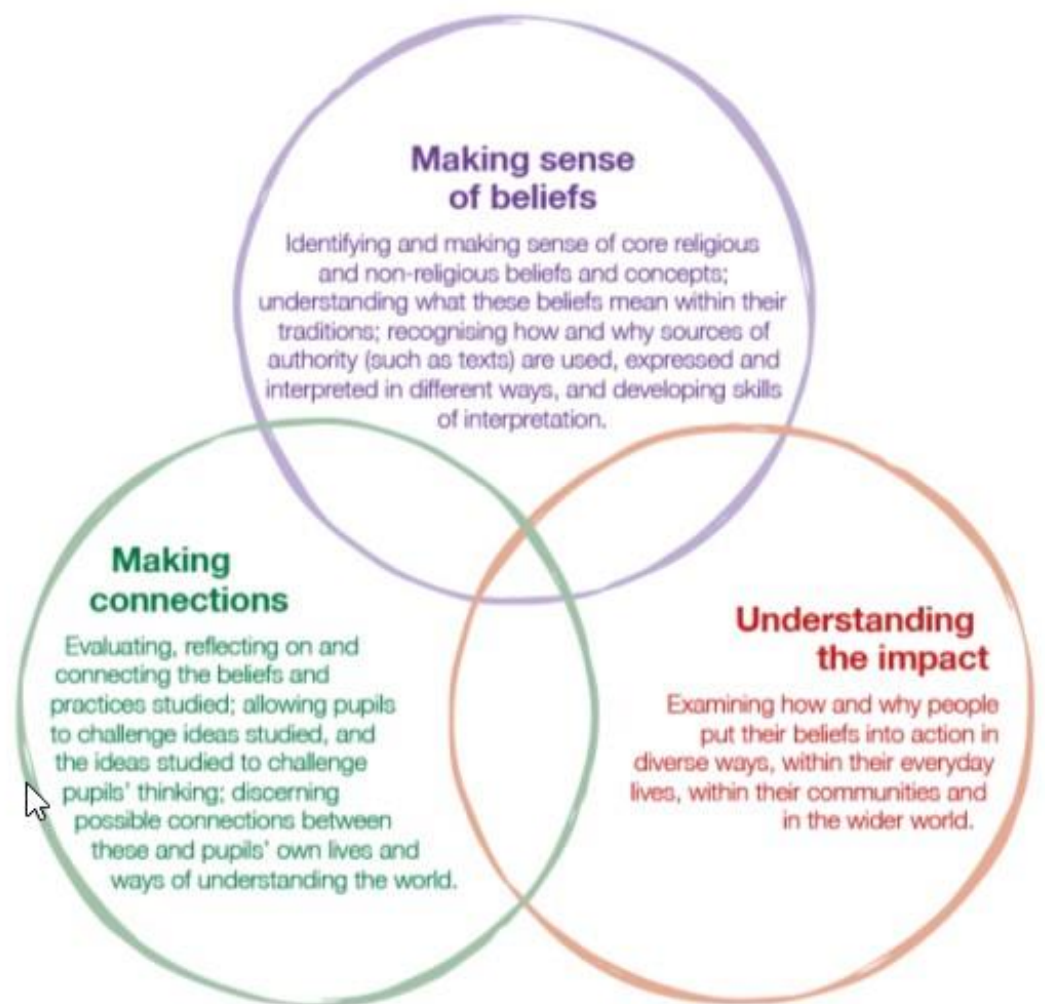 Making sense
of beliefs
Identifying and making sense of core religious
and non-religious beliefs and concepts;
understanding what these beliefs mean within their
traditions; recognising how and why sources of
authority (such as texts) are used, expressed and
interpreted in different ways, and developing skills
of interpretation.
Making
connections
Evaluating, reflecting on and
connecting the beliefs and
practices studied; allowing pupils
to challenge ideas studied, and
the ideas studied to challenge
pupils' thinking; discerning
possible connections between
these and pupils' own lives and
ways of understanding the world.
Understanding
the impact
Examining how and why people
put their beliefs into action in
diverse ways, within their everyday
lives, within their communities and
in the wider world.